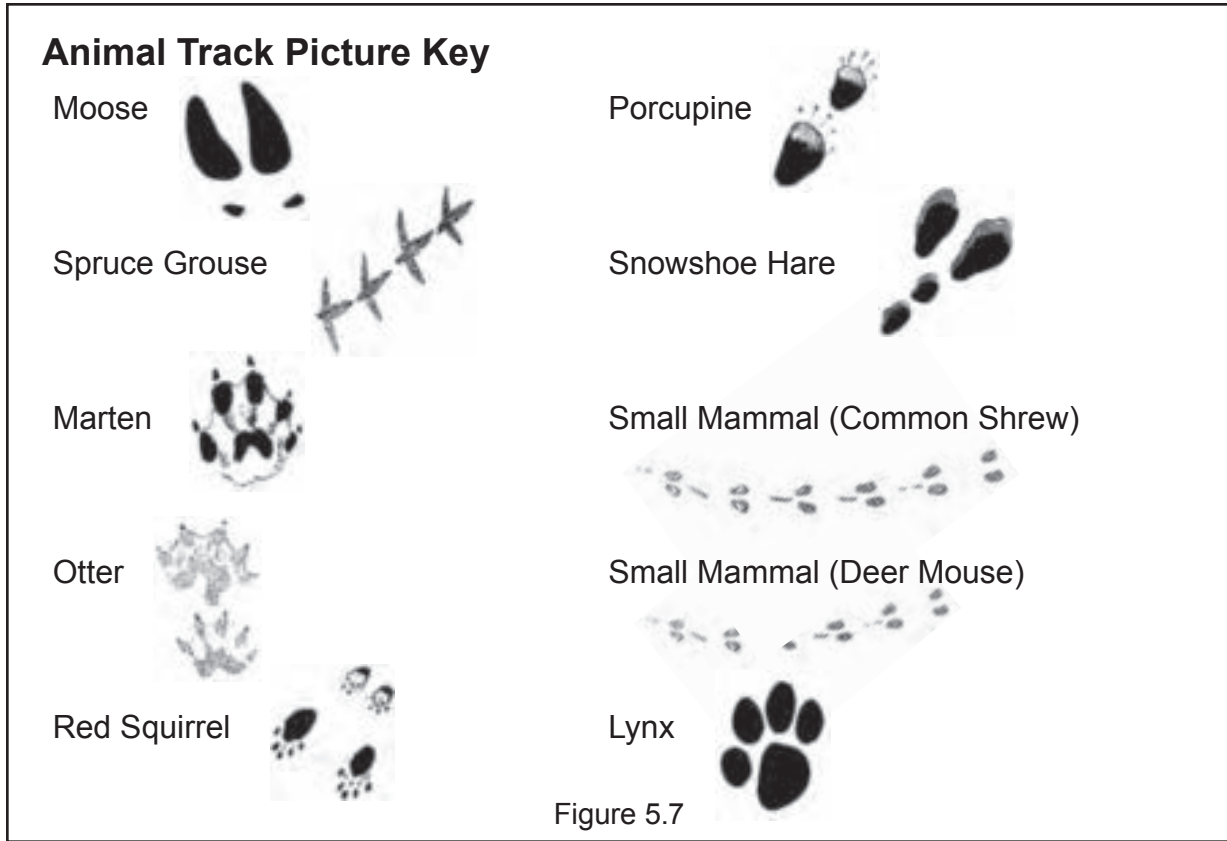 Animal Track Picture Key
Moose
Porcupine
Spruce Grouse
Snowshoe Hare
Marten
Small Mammal (Common Shrew)
Otter
Small Mammal (Deer Mouse)
Red Squirrel
Lynx
Figure 5.7